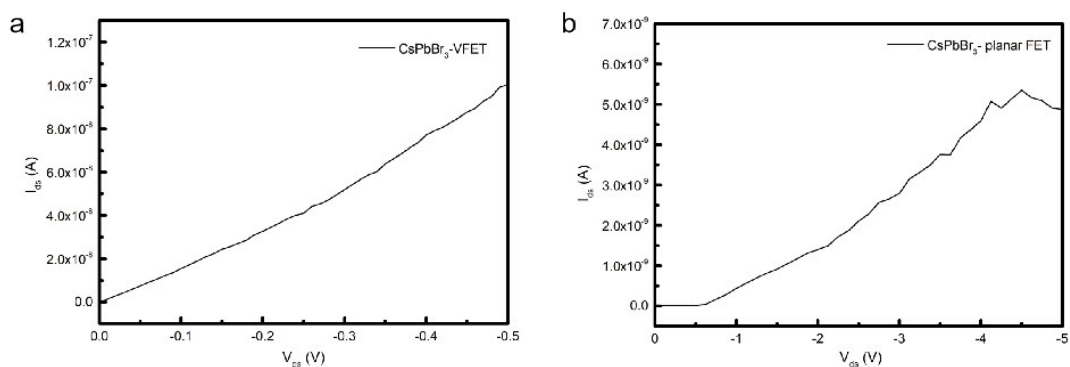 a
1.2x10⁻⁷
1.0x10⁻⁷
8.0x10⁻⁸
6.0x10⁻⁸
4.0x10⁻⁸
2.0x10⁻⁸
0.0
I_ds (A)
CsPbBr₃-VFET
0.0 -0.1 -0.2 -0.3 -0.4 -0.5
V_ds (V)
b
7.0x10⁻⁹
6.0x10⁻⁹
5.0x10⁻⁹
4.0x10⁻⁹
3.0x10⁻⁹
2.0x10⁻⁹
1.0x10⁻⁹
0.0
I_ds (A)
CsPbBr₃- planar FET
0 -1 -2 -3 -4 -5
V_ds (V)